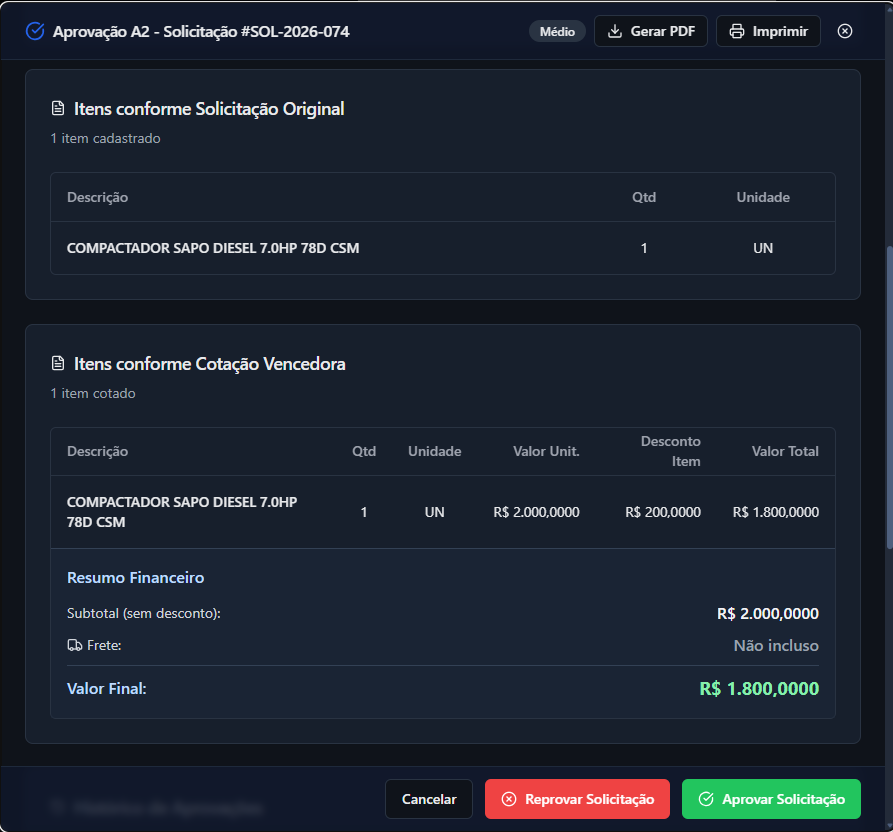 Aprovação A2 - Solicitação #SOL-2026-074
Médio
Gerar PDF
Imprimir
Itens conforme Solicitação Original
1 item cadastrado
Descrição Qtd Unidade
COMPACTADOR SAPO DIESEL 7.0HP 78D CSM 1 UN
Itens conforme Cotação Vencedora
1 item cotado
Descrição Qtd Unidade Valor Unit. Desconto Item Valor Total
COMPACTADOR SAPO DIESEL 7.0HP
78D CSM
1 UN R$ 2.000,0000 R$ 200,0000 R$ 1.800,0000
Resumo Financeiro
Subtotal (sem desconto): R$ 2.000,0000
Frete: Não incluso
Valor Final: R$ 1.800,0000
Cancelar
Reprovar Solicitação
Aprovar Solicitação